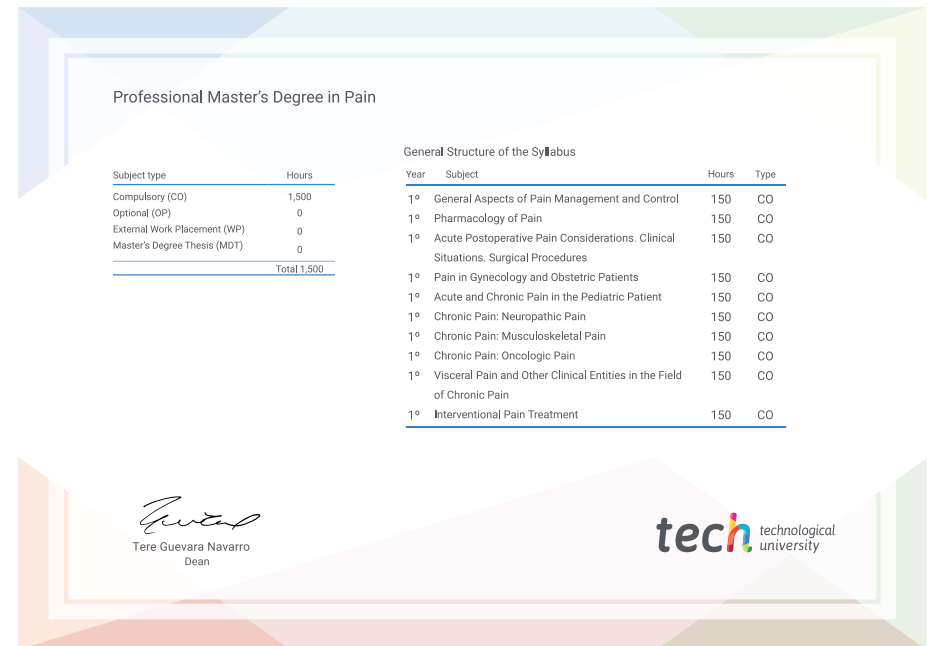 Professional Master's Degree in Pain
Subject type Hours
Compulsory (CO) 1,500
Optional (OP) 0
External Work Placement (WP) 0
Master's Degree Thesis (MDT) 0
Total 1,500
General Structure of the Syllabus
Year Subject Hours Type
1º General Aspects of Pain Management and Control 150 CO
1º Pharmacology of Pain 150 CO
1º Acute Postoperative Pain Considerations. Clinical 150 CO
Situations. Surgical Procedures
1º Pain in Gynecology and Obstetric Patients 150 CO
1º Acute and Chronic Pain in the Pediatric Patient 150 CO
1º Chronic Pain: Neuropathic Pain 150 CO
1º Chronic Pain: Musculoskeletal Pain 150 CO
1º Chronic Pain: Oncologic Pain 150 CO
1º Visceral Pain and Other Clinical Entities in the Field 150 CO
of Chronic Pain
1º Interventional Pain Treatment 150 CO
Tere Guevara Navarro
Dean
tech technological
university